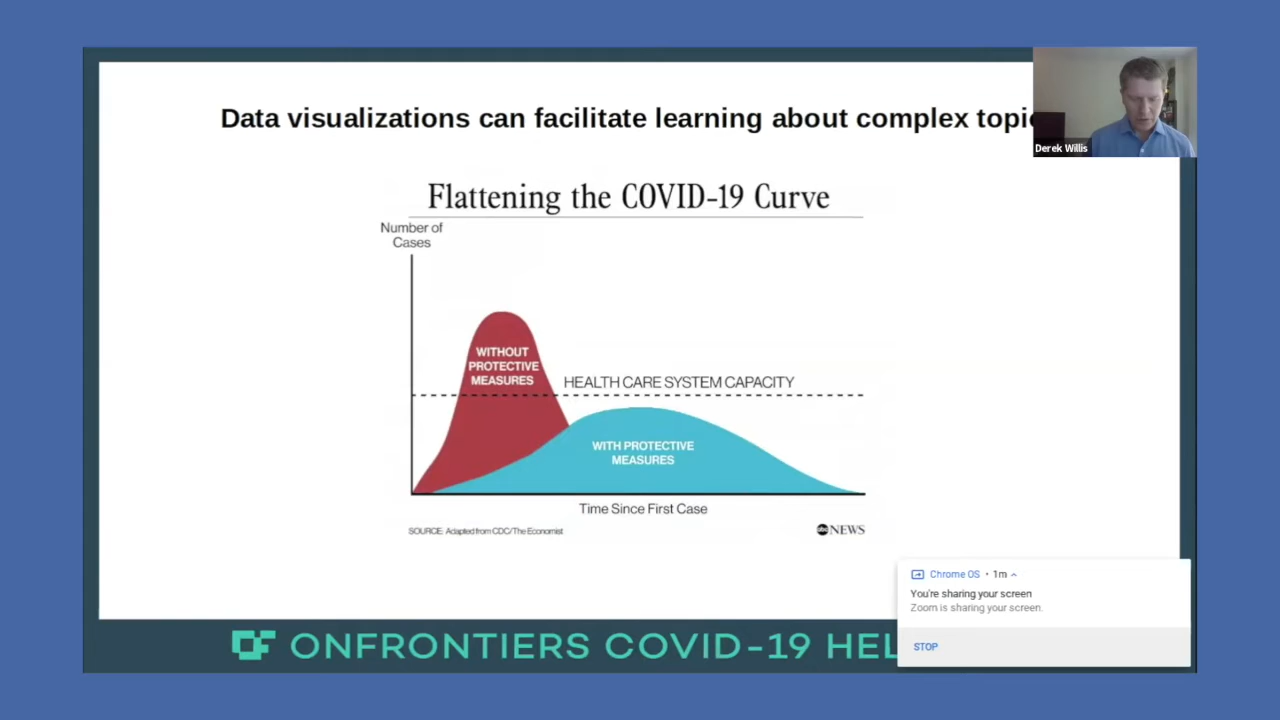 Data visualizations can facilitate learning about complex topi
Derek Willis
Flattening the COVID-19 Curve
Number of
Cases
WITHOUT
PROTECTIVE
MEASURES
HEALTH CARE SYSTEM CAPACITY
WITH PROTECTIVE
MEASURES
Time Since First Case
SOURCE: Adapted from CDC/The Economist
abc NEWS
Chrome OS • 1m
You're sharing your screen
Zoom is sharing your screen.
STOP
OF ONFRONTIERS COVID-19 HEL